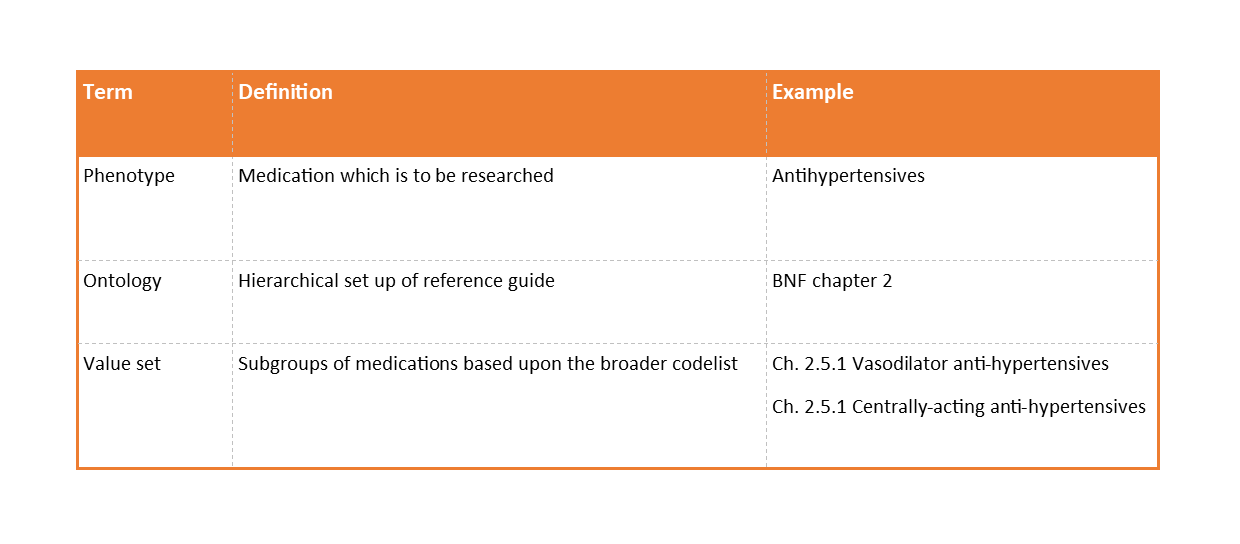 Term Definition Example
Phenotype Medication which is to be researched Antihypertensives
Ontology Hierarchical set up of reference guide BNF chapter 2
Value set Subgroups of medications based upon the broader codelist Ch. 2.5.1 Vasodilator anti-hypertensives
Ch. 2.5.1 Centrally-acting anti-hypertensives